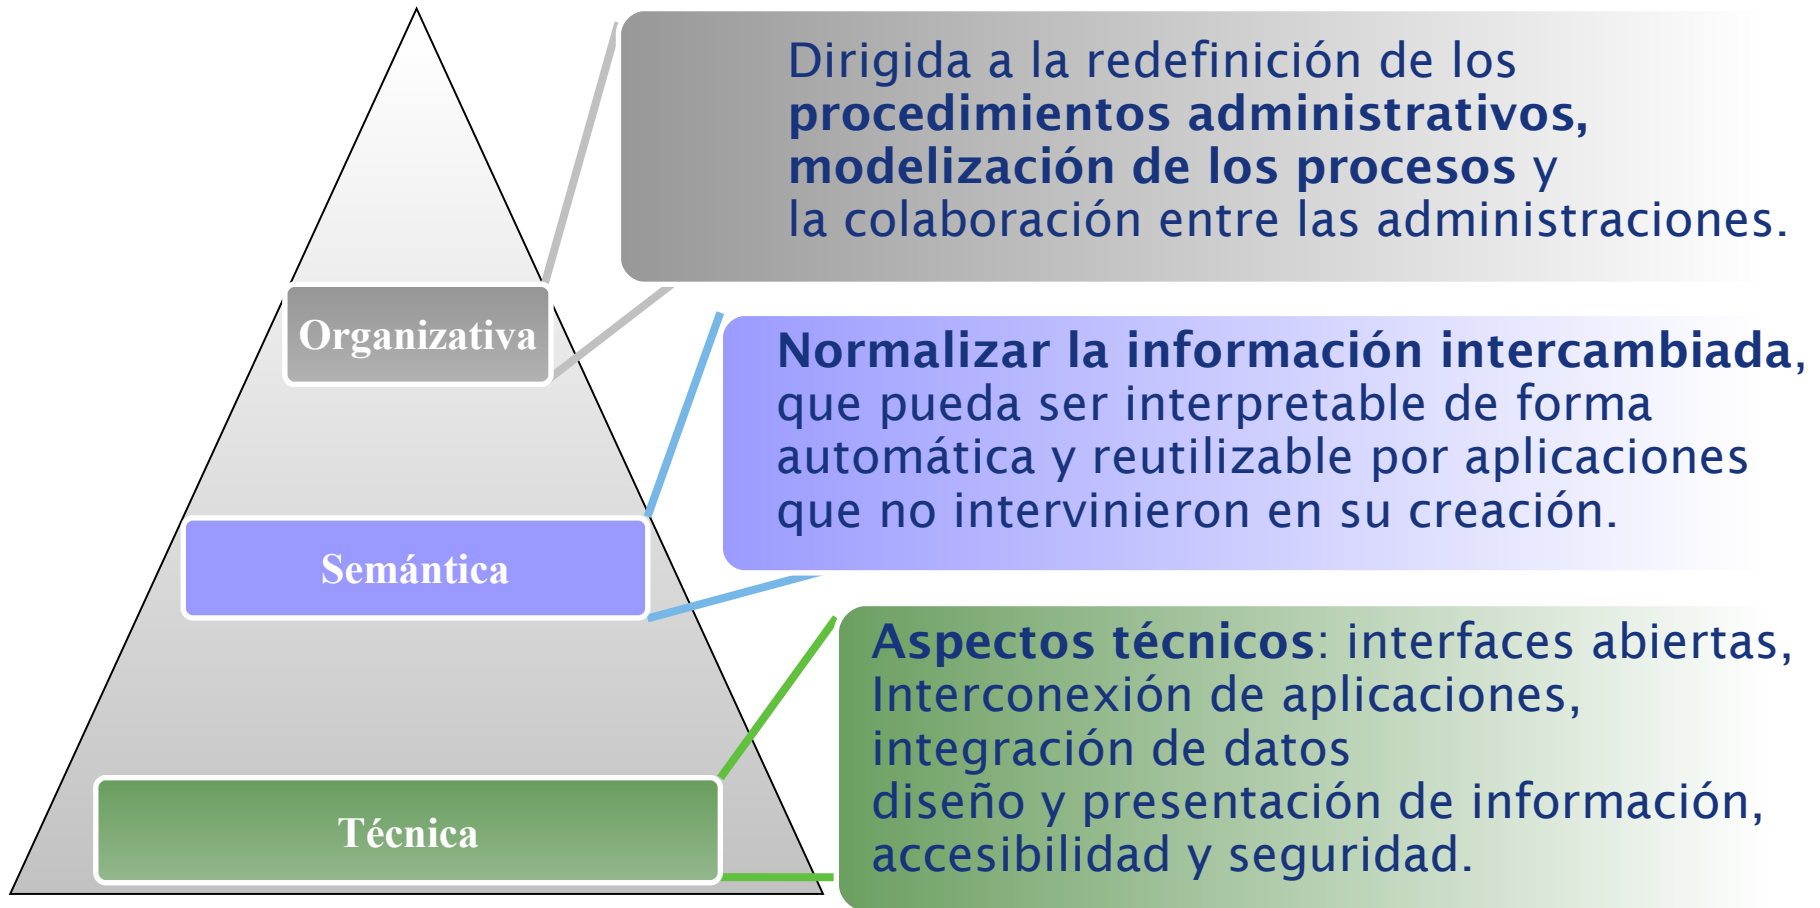 Dirigida a la redefinición de los
procedimientos administrativos,
modelización de los procesos y
la colaboración entre las administraciones.
Organizativa
Normalizar la información intercambiada,
que pueda ser interpretable de forma
automática y reutilizable por aplicaciones
que no intervinieron en su creación.
Semántica
Aspectos técnicos: interfaces abiertas,
Interconexión de aplicaciones,
integración de datos
diseño y presentación de información,
accesibilidad y seguridad.
Técnica